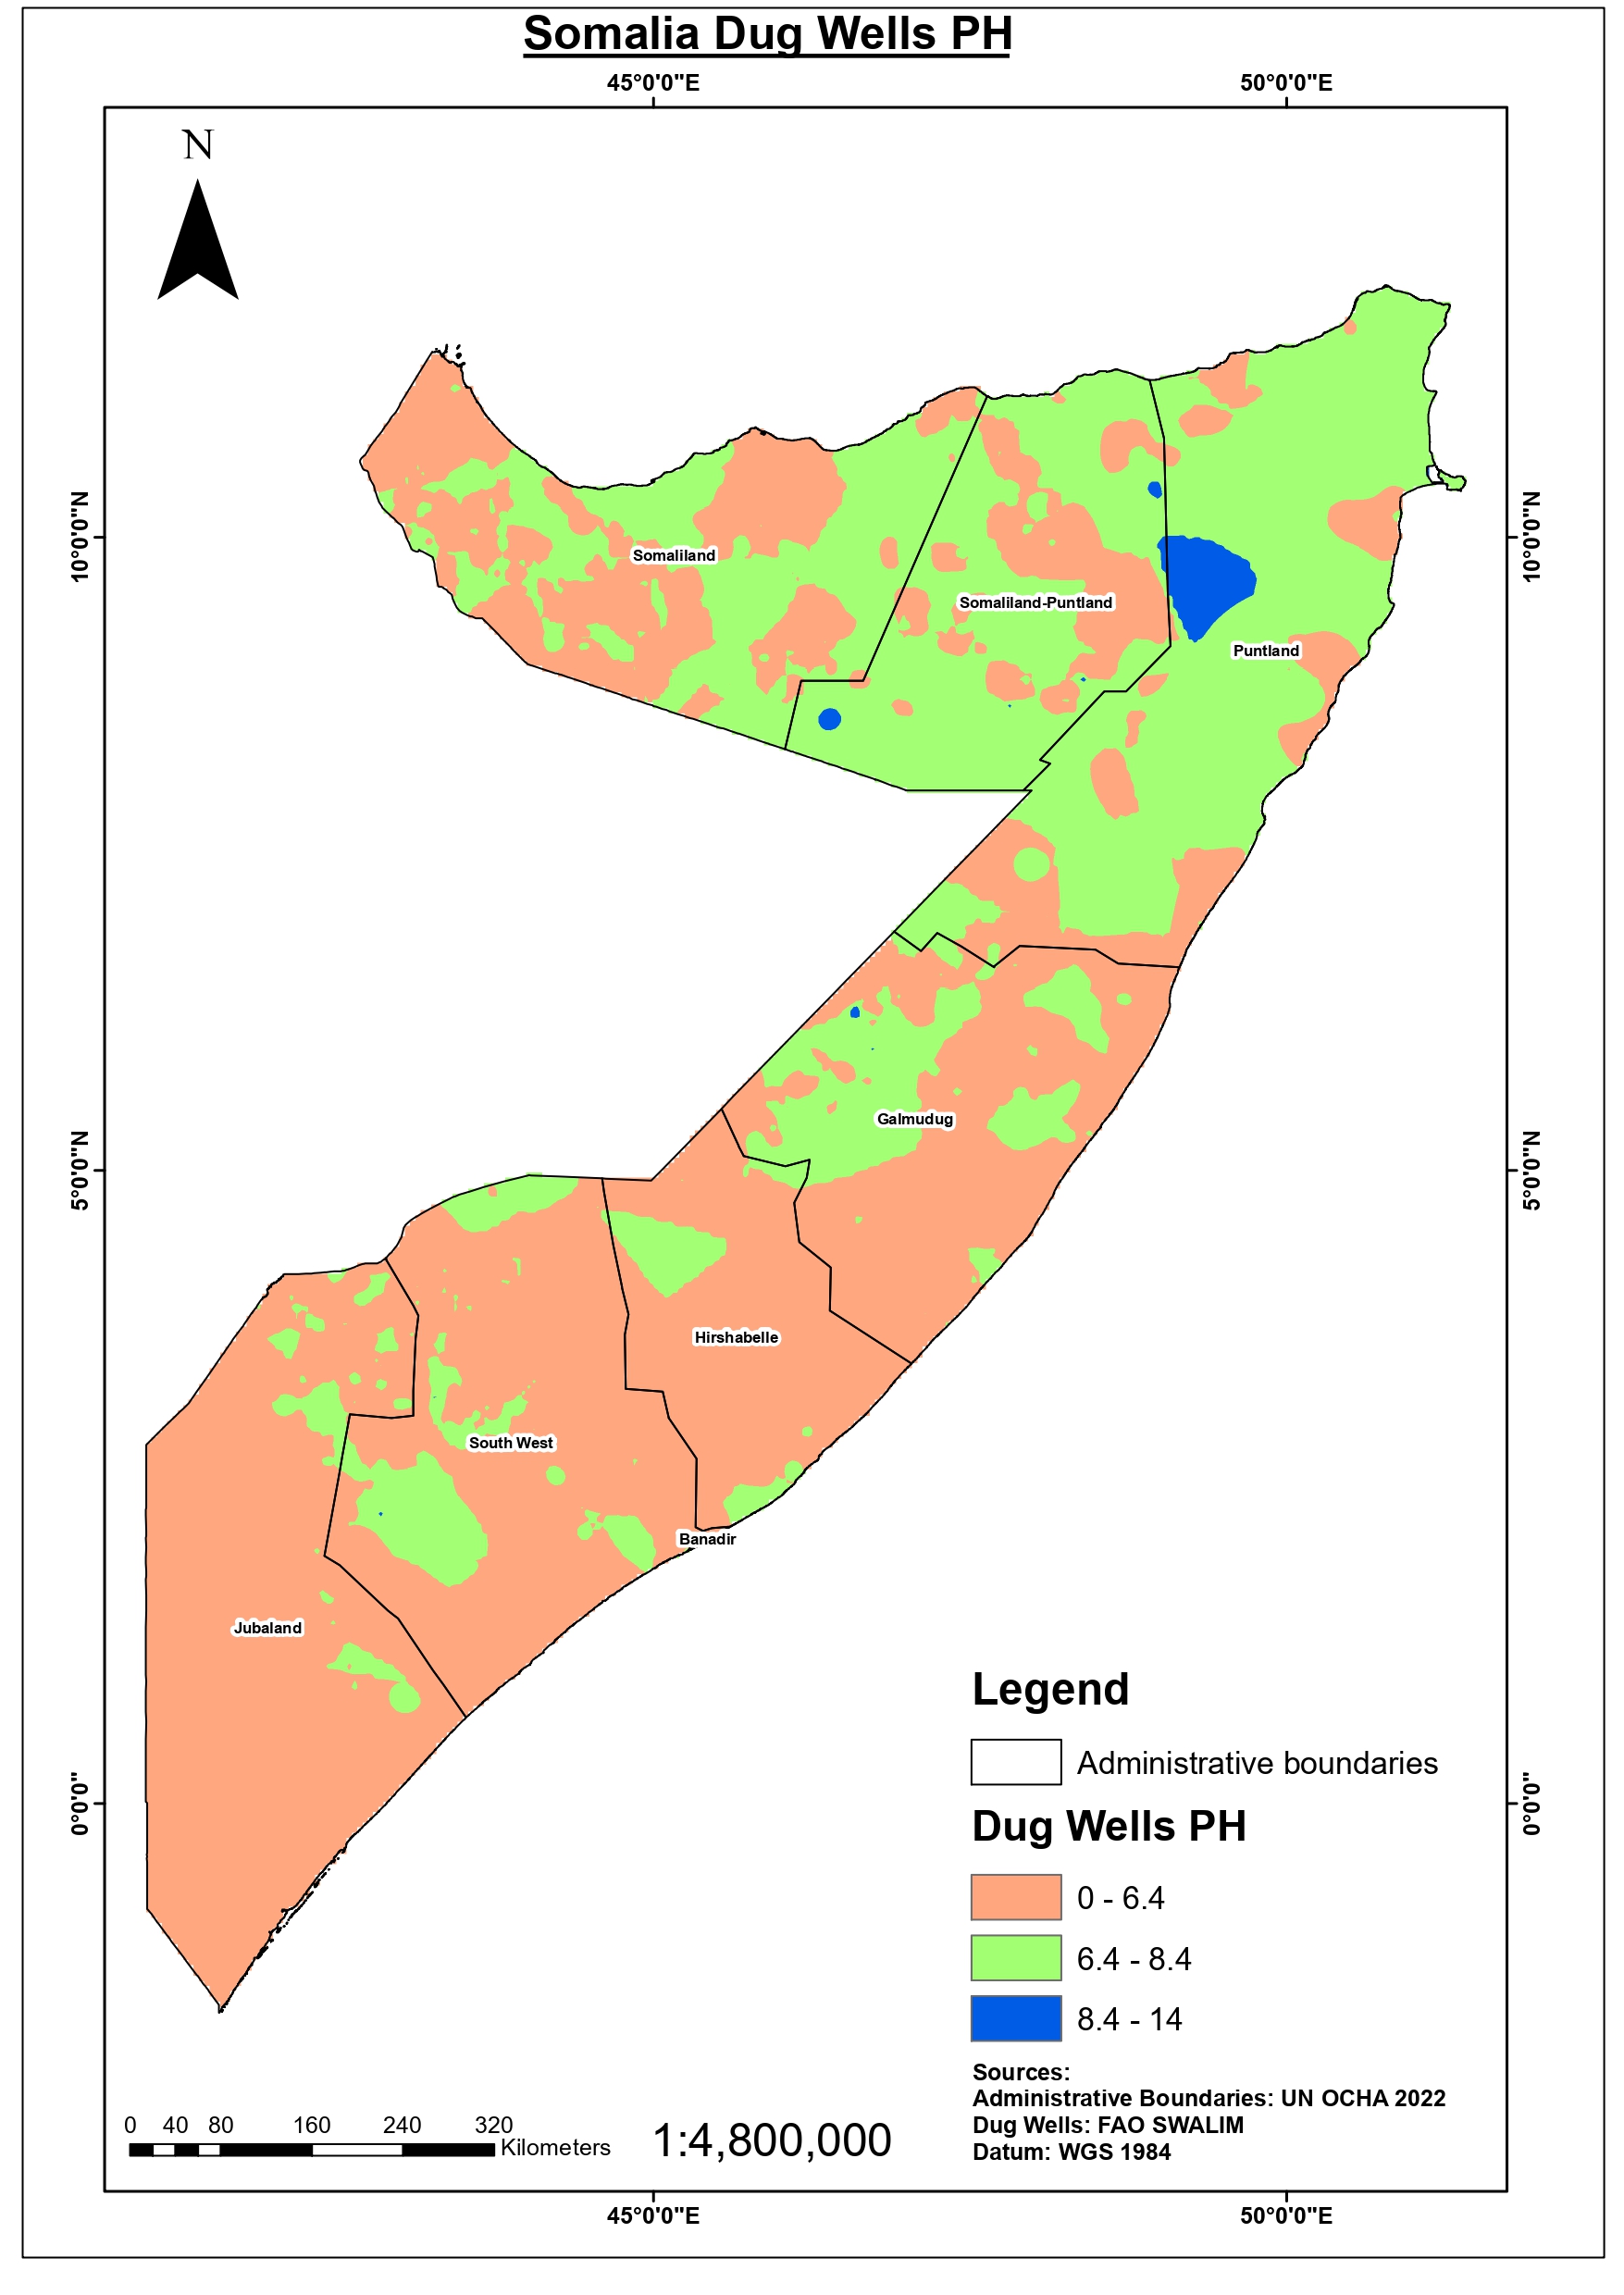 Somalia Dug Wells PH
45°0'0"E 50°0'0"E
N
10°0'0"N 10°0'0"N
Somaliland
Somaliland-Puntland
Puntland
5°0'0"N 5°0'0"N
Galmudug
Hirshabelle
South West
Banadir
Jubaland
0°0'0" 0°0'0"
Legend
Administrative boundaries
Dug Wells PH
0 - 6.4
6.4 - 8.4
8.4 - 14
Sources:
Administrative Boundaries: UN OCHA 2022
Dug Wells: FAO SWALIM
Datum: WGS 1984
0 40 80 160 240 320
Kilometers
1:4,800,000
45°0'0"E 50°0'0"E